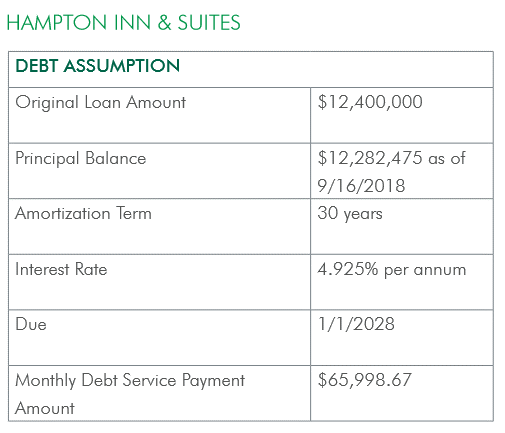 HAMPTON INN & SUITES
DEBT ASSUMPTION
Original Loan Amount $12,400,000
Principal Balance $12,282,475 as of
9/16/2018
Amortization Term 30 years
Interest Rate 4.925% per annum
Due 1/1/2028
Monthly Debt Service Payment $65,998.67
Amount